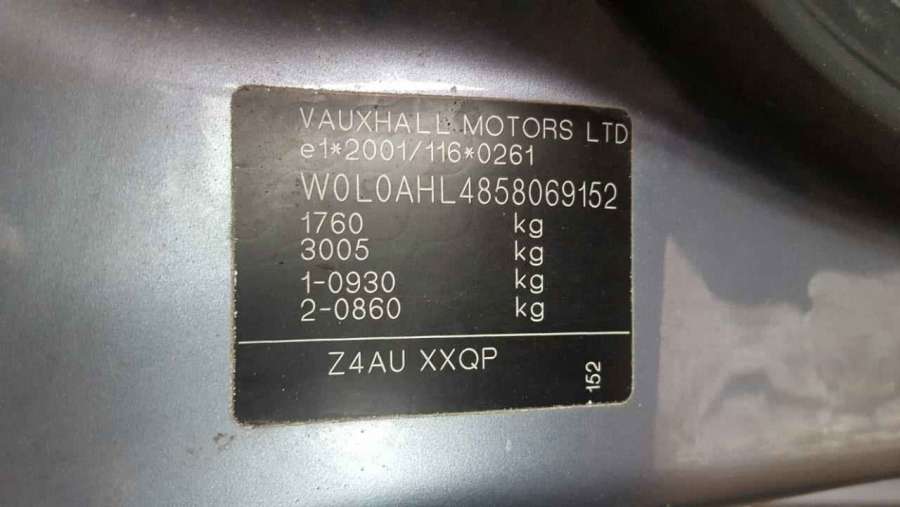 VAUXHALL MOTORS LTD
e1*2001/116*0261
W0L0AHL4858069152
1760 kg
3005 kg
1-0930 kg
2-0860 kg
Z4AU XXQP
152